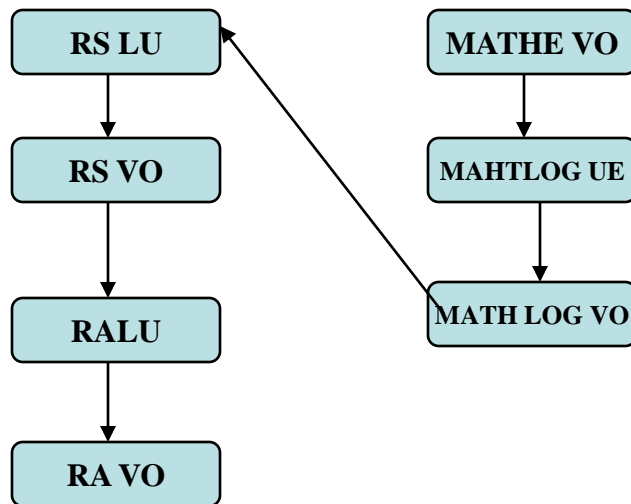 RS LU
MATHE VO
RS VO
MAHTLOG UE
RALU
MATH LOG VO
RA VO